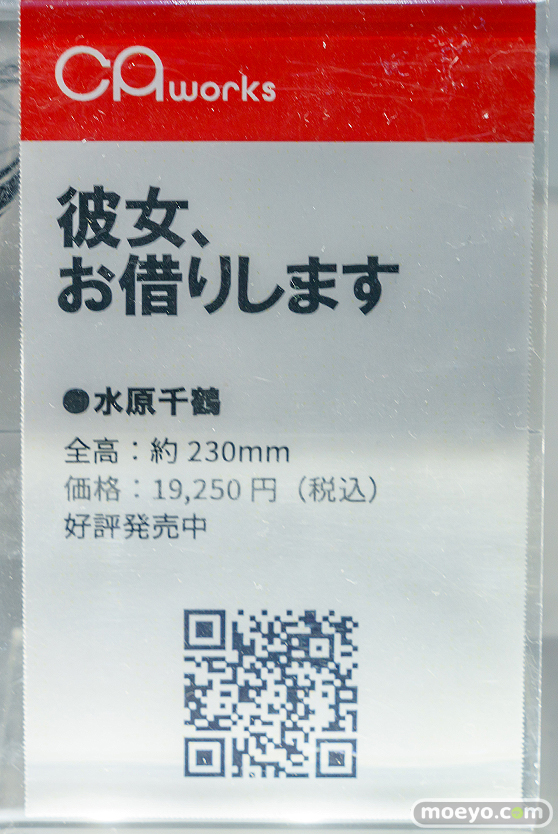 CAworks
彼女、
お借りします
●水原千鶴
全高：約 230mm
価格：19,250 円（税込）
好評発売中
moeyo.com